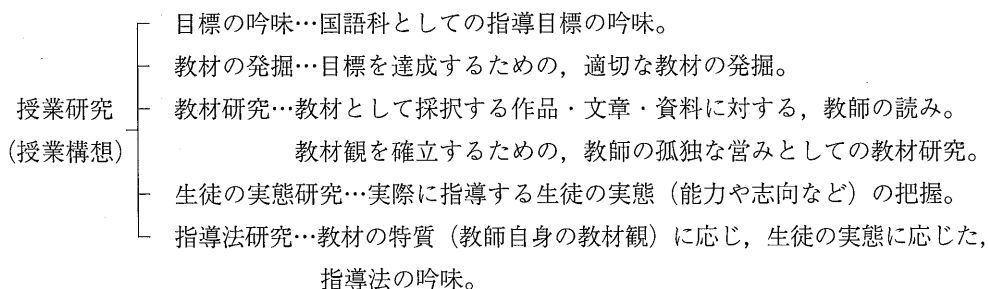 目標の吟味…国語科としての指導目標の吟味。
教材の発掘…目標を達成するための，適切な教材の発掘。
授業研究
(授業構想)
教材研究…教材として採択する作品・文章・資料に対する，教師の読み。
教材観を確立するための，教師の孤独な営みとしての教材研究。
生徒の実態研究…実際に指導する生徒の実態（能力や志向など）の把握。
指導法研究…教材の特質（教師自身の教材観）に応じ，生徒の実態に応じた，
指導法の吟味。